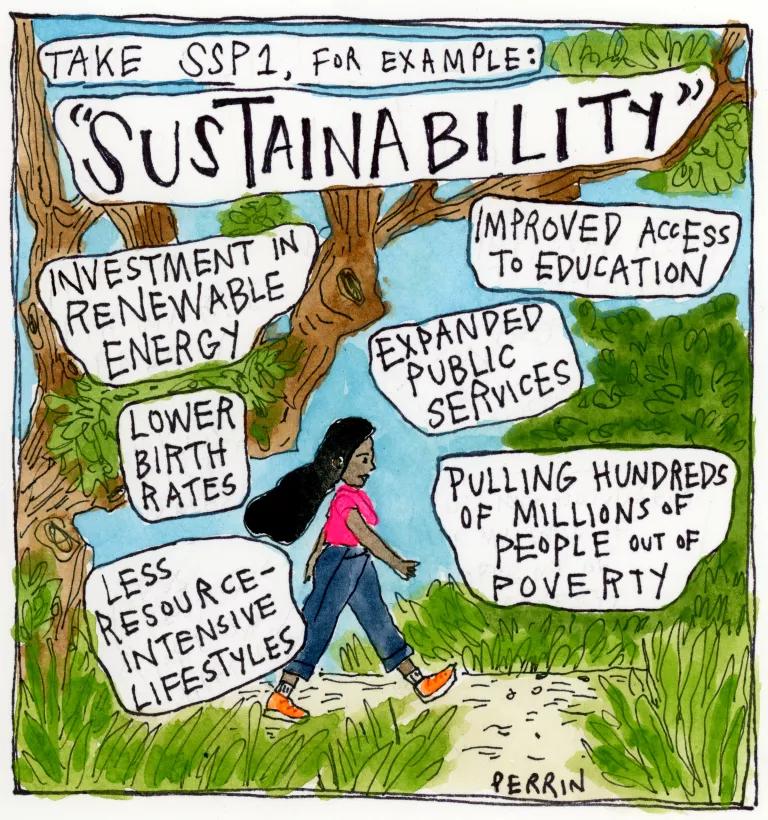 TAKE SSP1, FOR EXAMPLE:
"SUSTAINABILITY"
INVESTMENT IN
RENEWABLE
ENERGY
IMPROVED ACCESS
TO EDUCATION
EXPANDED
PUBLIC
SERVICES
LOWER
BIRTH
RATES
PULLING HUNDREDS
OF MILLIONS OF
PEOPLE OUT OF
POVERTY
LESS
RESOURCE-
INTENSIVE
LIFESTYLES
PERRIN